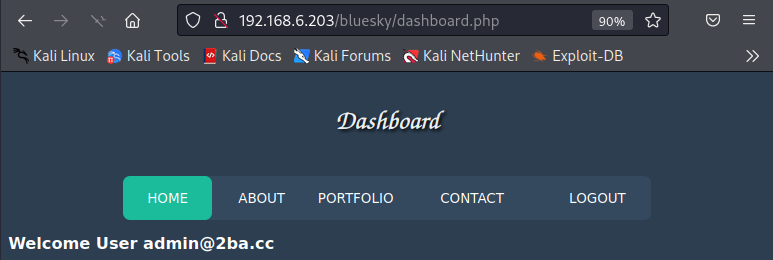 192.168.6.203/bluesky/dashboard.php 90%
Kali Linux Kali Tools Kali Docs Kali Forums Kali NetHunter Exploit-DB
Dashboard
HOME ABOUT PORTFOLIO CONTACT LOGOUT
Welcome User admin@2ba.cc